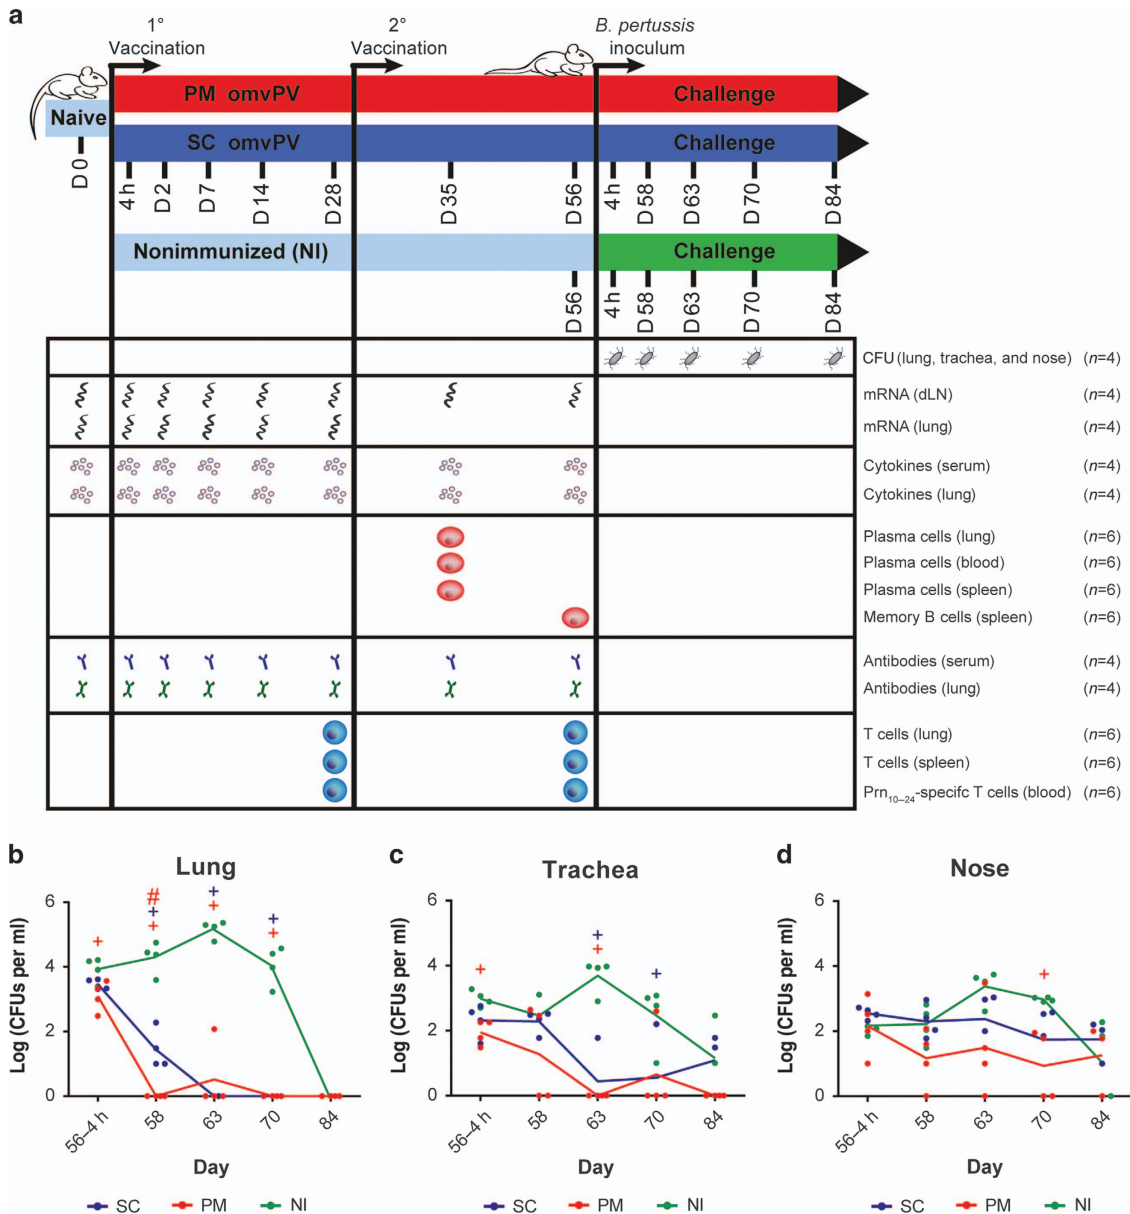 a
1°
Vaccination
2°
Vaccination
B. pertussis
inoculum
PM omvPV
Challenge
Naive
SC omvPV
Challenge
D 0
4 h
D 2
D 7
D 14
D 28
D 35
D 56
4 h
D 58
D 63
D 70
D 84
Nonimmunized (NI)
Challenge
D 56
4 h
D 58
D 63
D 70
D 84
CFU (lung, trachea, and nose) (n=4)
mRNA (dLN) (n=4)
mRNA (lung) (n=4)
Cytokines (serum) (n=4)
Cytokines (lung) (n=4)
Plasma cells (lung) (n=6)
Plasma cells (blood) (n=6)
Plasma cells (spleen) (n=6)
Memory B cells (spleen) (n=6)
Antibodies (serum) (n=4)
Antibodies (lung) (n=4)
T cells (lung) (n=6)
T cells (spleen) (n=6)
Prn10–24-specifc T cells (blood) (n=6)
b
Lung
Log (CFUs per ml)
6
4
2
0
+
#
+
+
+
+
+
+
56–4 h
58
63
70
84
Day
SC PM NI
c
Trachea
Log (CFUs per ml)
6
4
2
0
+
+
+
+
56–4 h
58
63
70
84
Day
SC PM NI
d
Nose
Log (CFUs per ml)
6
4
2
0
+
56–4 h
58
63
70
84
Day
SC PM NI